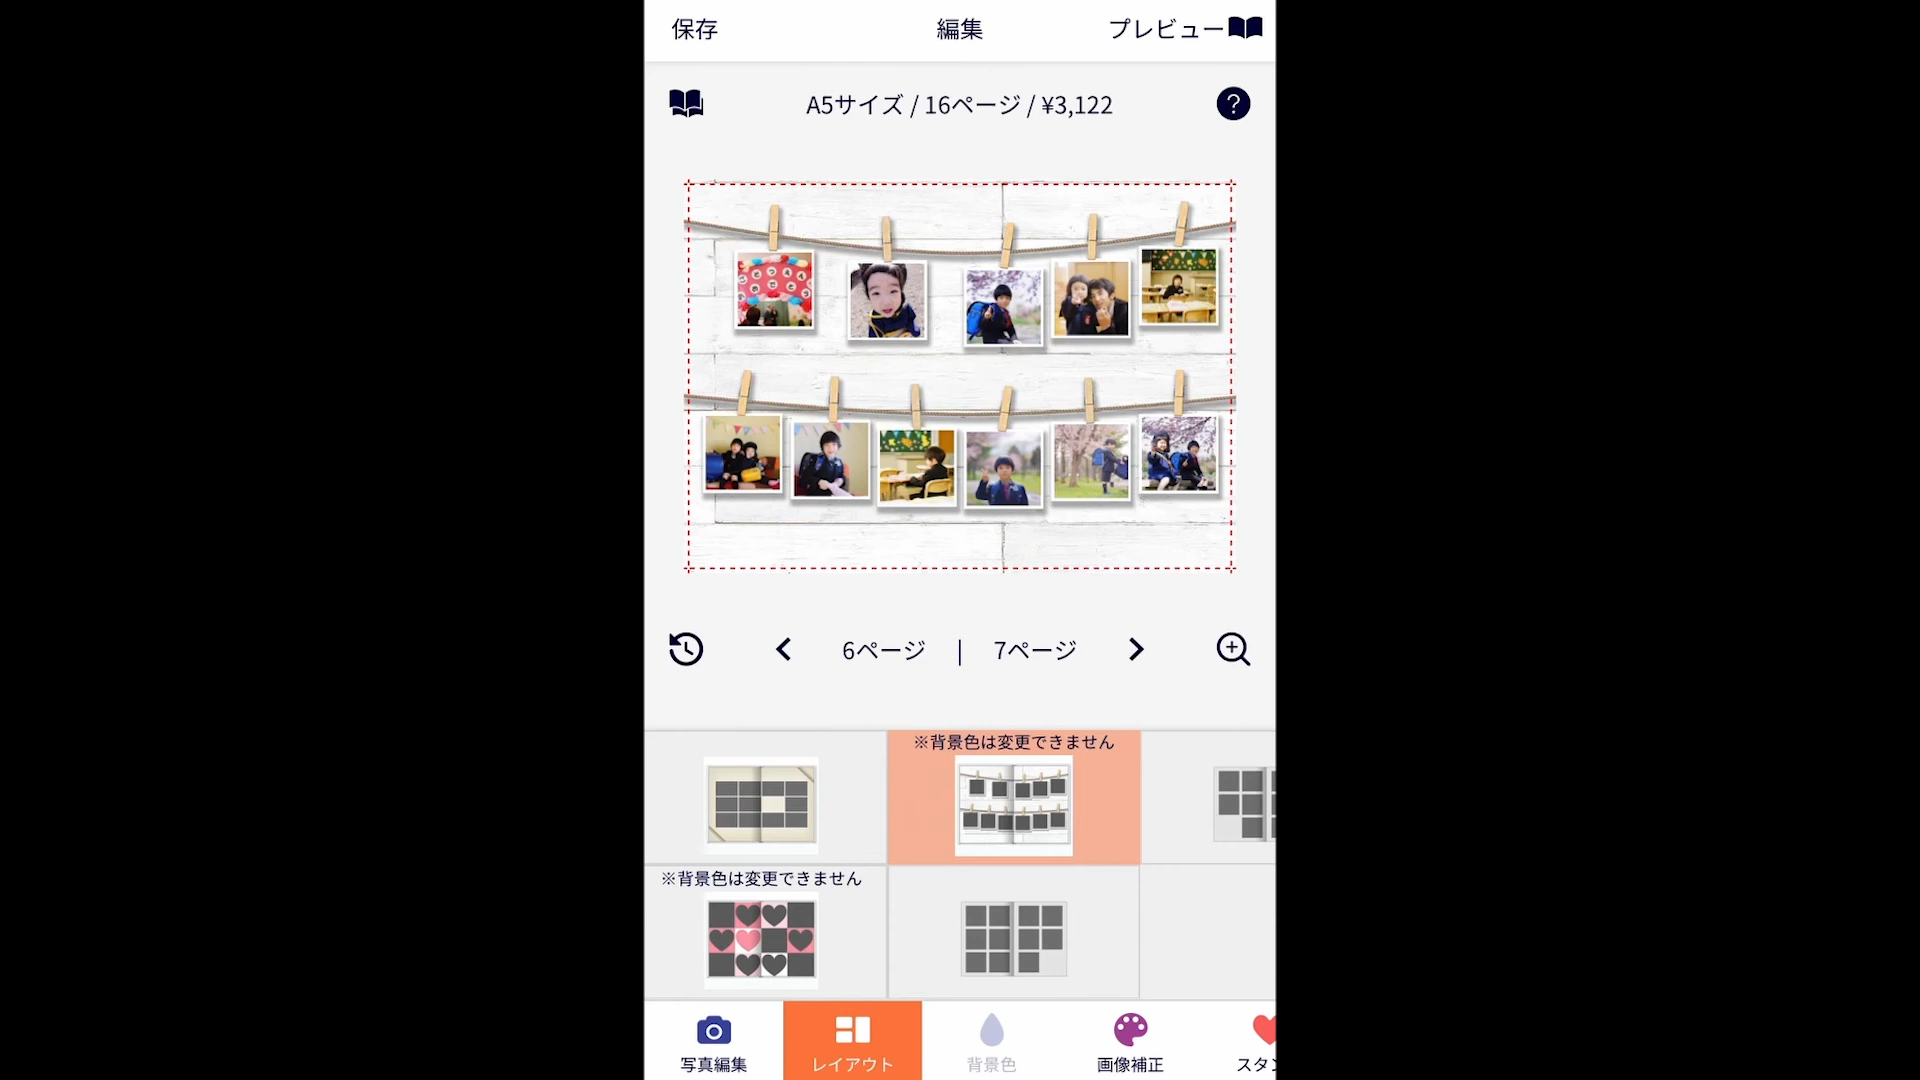 保存
編集
プレビュー
A5サイズ / 16ページ / ¥3,122
6ページ | 7ページ
※背景色は変更できません
※背景色は変更できません
写真編集
レイアウト
背景色
画像補正
スタン